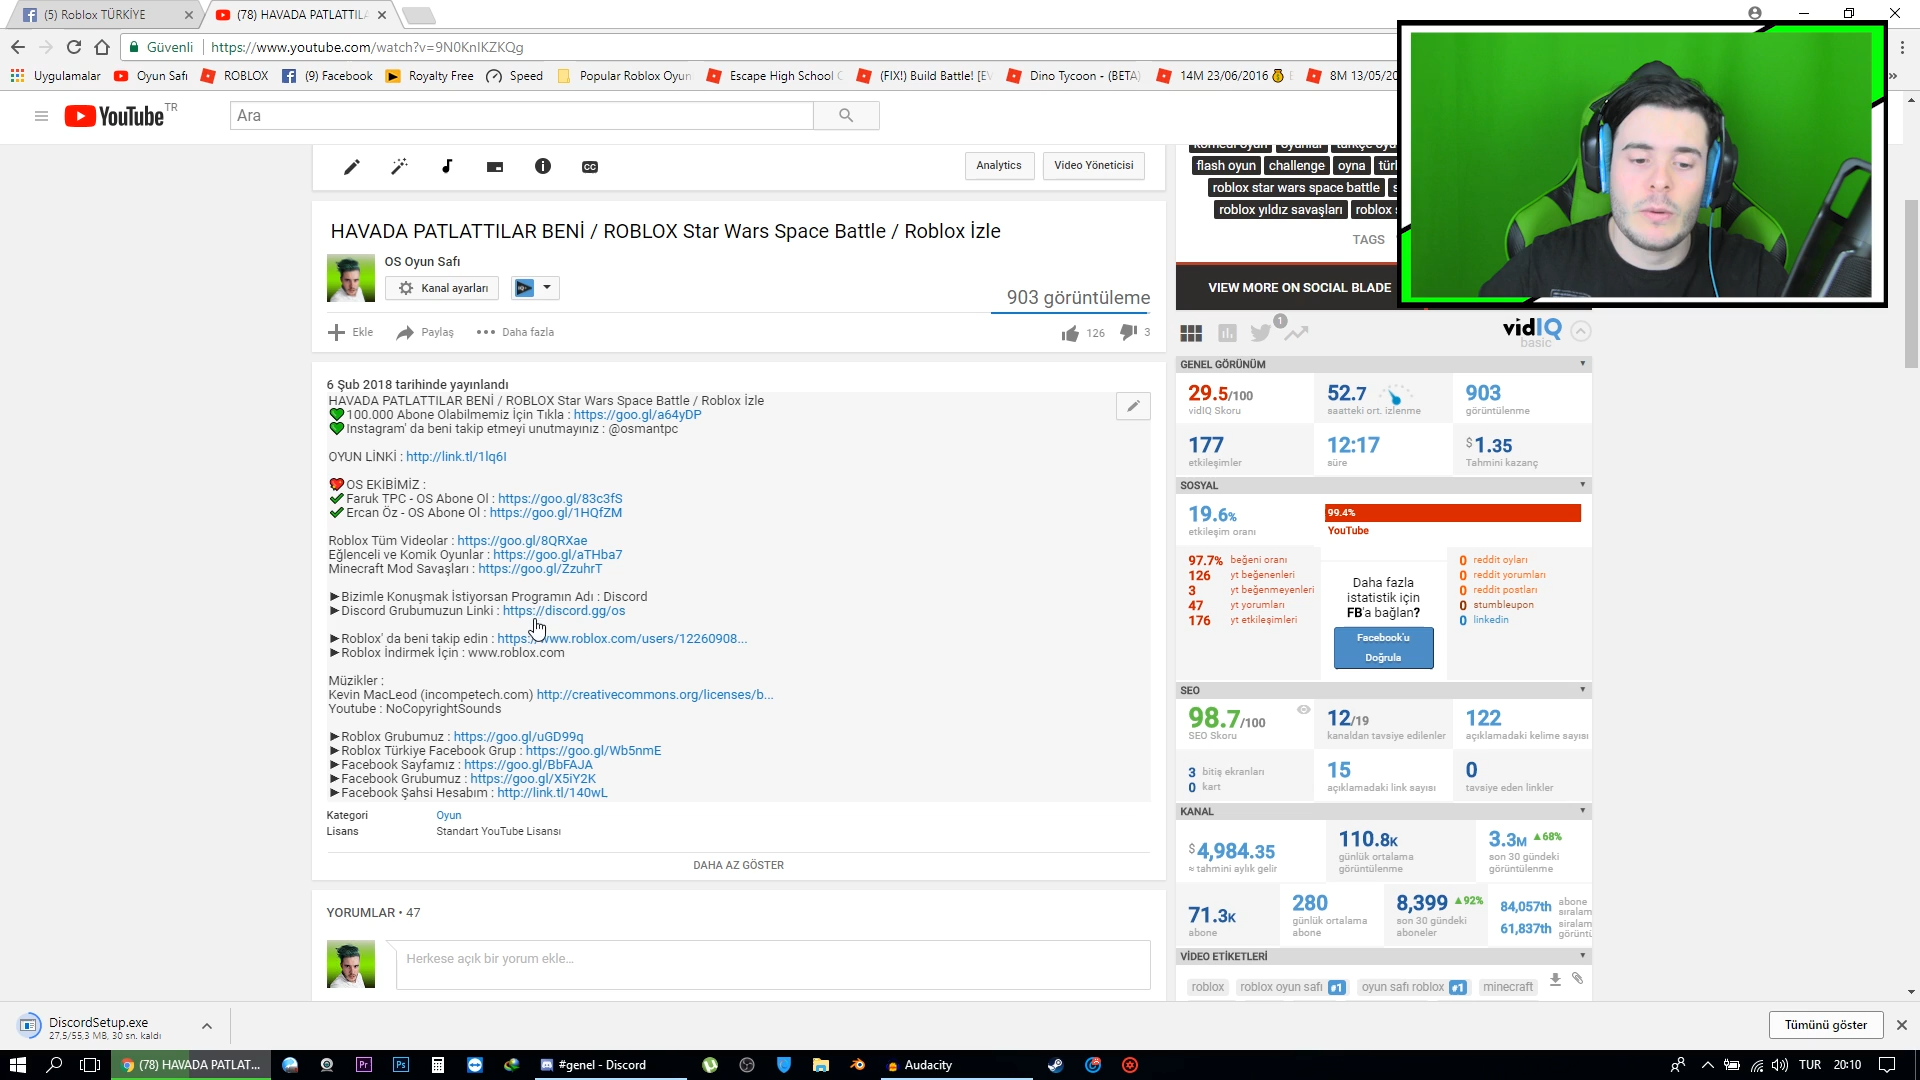 (5) Roblox TÜRKİYE
(78) HAVADA PATLATTILA
Güvenli
https://www.youtube.com/watch?v=9N0KnIKZKQg
Uygulamalar
Oyun Safı
ROBLOX
(9) Facebook
Royalty Free
Speed
Popular Roblox Oyun
Escape High School
(FIX!) Build Battle! [EV
Dino Tycoon - (BETA)
14M 23/06/2016
8M 13/05/20
YouTube TR
Ara
Analytics
Video Yöneticisi
flash oyun
challenge
oyna
roblox star wars space battle
roblox yıldız savaşları
TAGS
VIEW MORE ON SOCIAL BLADE
HAVADA PATLATTILAR BENİ / ROBLOX Star Wars Space Battle / Roblox İzle
OS Oyun Safı
Kanal ayarları
903 görüntüleme
Ekle
Paylaş
Daha fazla
126
3
6 Şub 2018 tarihinde yayınlandı
HAVADA PATLATTILAR BENİ / ROBLOX Star Wars Space Battle / Roblox İzle
100.000 Abone Olabilmemiz İçin Tıkla : https://goo.gl/a64yDP
Instagram' da beni takip etmeyi unutmayınız : @osmantpc
OYUN LİNKİ : http://link.tl/1lq6I
OS EKİBİMİZ :
Faruk TPC - OS Abone Ol : https://goo.gl/83c3fS
Ercan Öz - OS Abone Ol : https://goo.gl/1HQfZM
Roblox Tüm Videolar : https://goo.gl/8QRXae
Eğlenceli ve Komik Oyunlar : https://goo.gl/aTHba7
Minecraft Mod Savaşları : https://goo.gl/ZzuhrT
►Bizimle Konuşmak İstiyorsan Programın Adı : Discord
►Discord Grubumuzun Linki : https://discord.gg/os
►Roblox' da beni takip edin : https://www.roblox.com/users/12260908...
►Roblox İndirmek İçin : www.roblox.com
Müzikler :
Kevin MacLeod (incompetech.com) http://creativecommons.org/licenses/b...
Youtube : NoCopyrightSounds
►Roblox Grubumuz : https://goo.gl/uGD99q
►Roblox Türkiye Facebook Grup : https://goo.gl/Wb5nmE
►Facebook Sayfamız : https://goo.gl/BbFAJA
►Facebook Grubumuz : https://goo.gl/X5iY2K
►Facebook Şahsi Hesabım : http://link.tl/140wL
Kategori Oyun
Lisans Standart YouTube Lisansı
DAHA AZ GÖSTER
YORUMLAR • 47
Herkese açık bir yorum ekle...
1
vidIQ
basic
GENEL GÖRÜNÜM
29.5/100
vidIQ Skoru
52.7
saatteki ort. izlenme
903
görüntülenme
177
etkileşimler
12:17
süre
$1.35
Tahmini kazanç
SOSYAL
19.6%
etkileşim oranı
99.4%
YouTube
97.7% beğeni oranı
126 yt beğenenleri
3 yt beğenmeyenleri
47 yt yorumları
176 yt etkileşimleri
Daha fazla
istatistik için
FB'a bağlan?
Facebook'u
Doğrula
0 reddit oyları
0 reddit yorumları
0 reddit postları
0 stumbleupon
0 linkedin
SEO
98.7/100
SEO Skoru
12/19
kanaldan tavsiye edilenler
122
açıklamadaki kelime sayısı
3 bitiş ekranları
0 kart
15
açıklamadaki link sayısı
0
tavsiye eden linkler
KANAL
$4,984.35
≈ tahmini aylık gelir
110.8K
günlük ortalama
görüntülenme
3.3M ▲68%
son 30 gündeki
görüntülenme
71.3K
abone
280
günlük ortalama
abone
8,399 ▲92%
son 30 gündeki
aboneler
84,057th abone
sıralam
61,837th sıralam
görüntü
VİDEO ETİKETLERİ
roblox
roblox oyun safı #1
oyun safı roblox #1
minecraft
DiscordSetup.exe
27,5/55,3 MB, 30 sn. kaldı
Tümünü göster
(78) HAVADA PATLAT...
#genel - Discord
Audacity
TUR
20:10